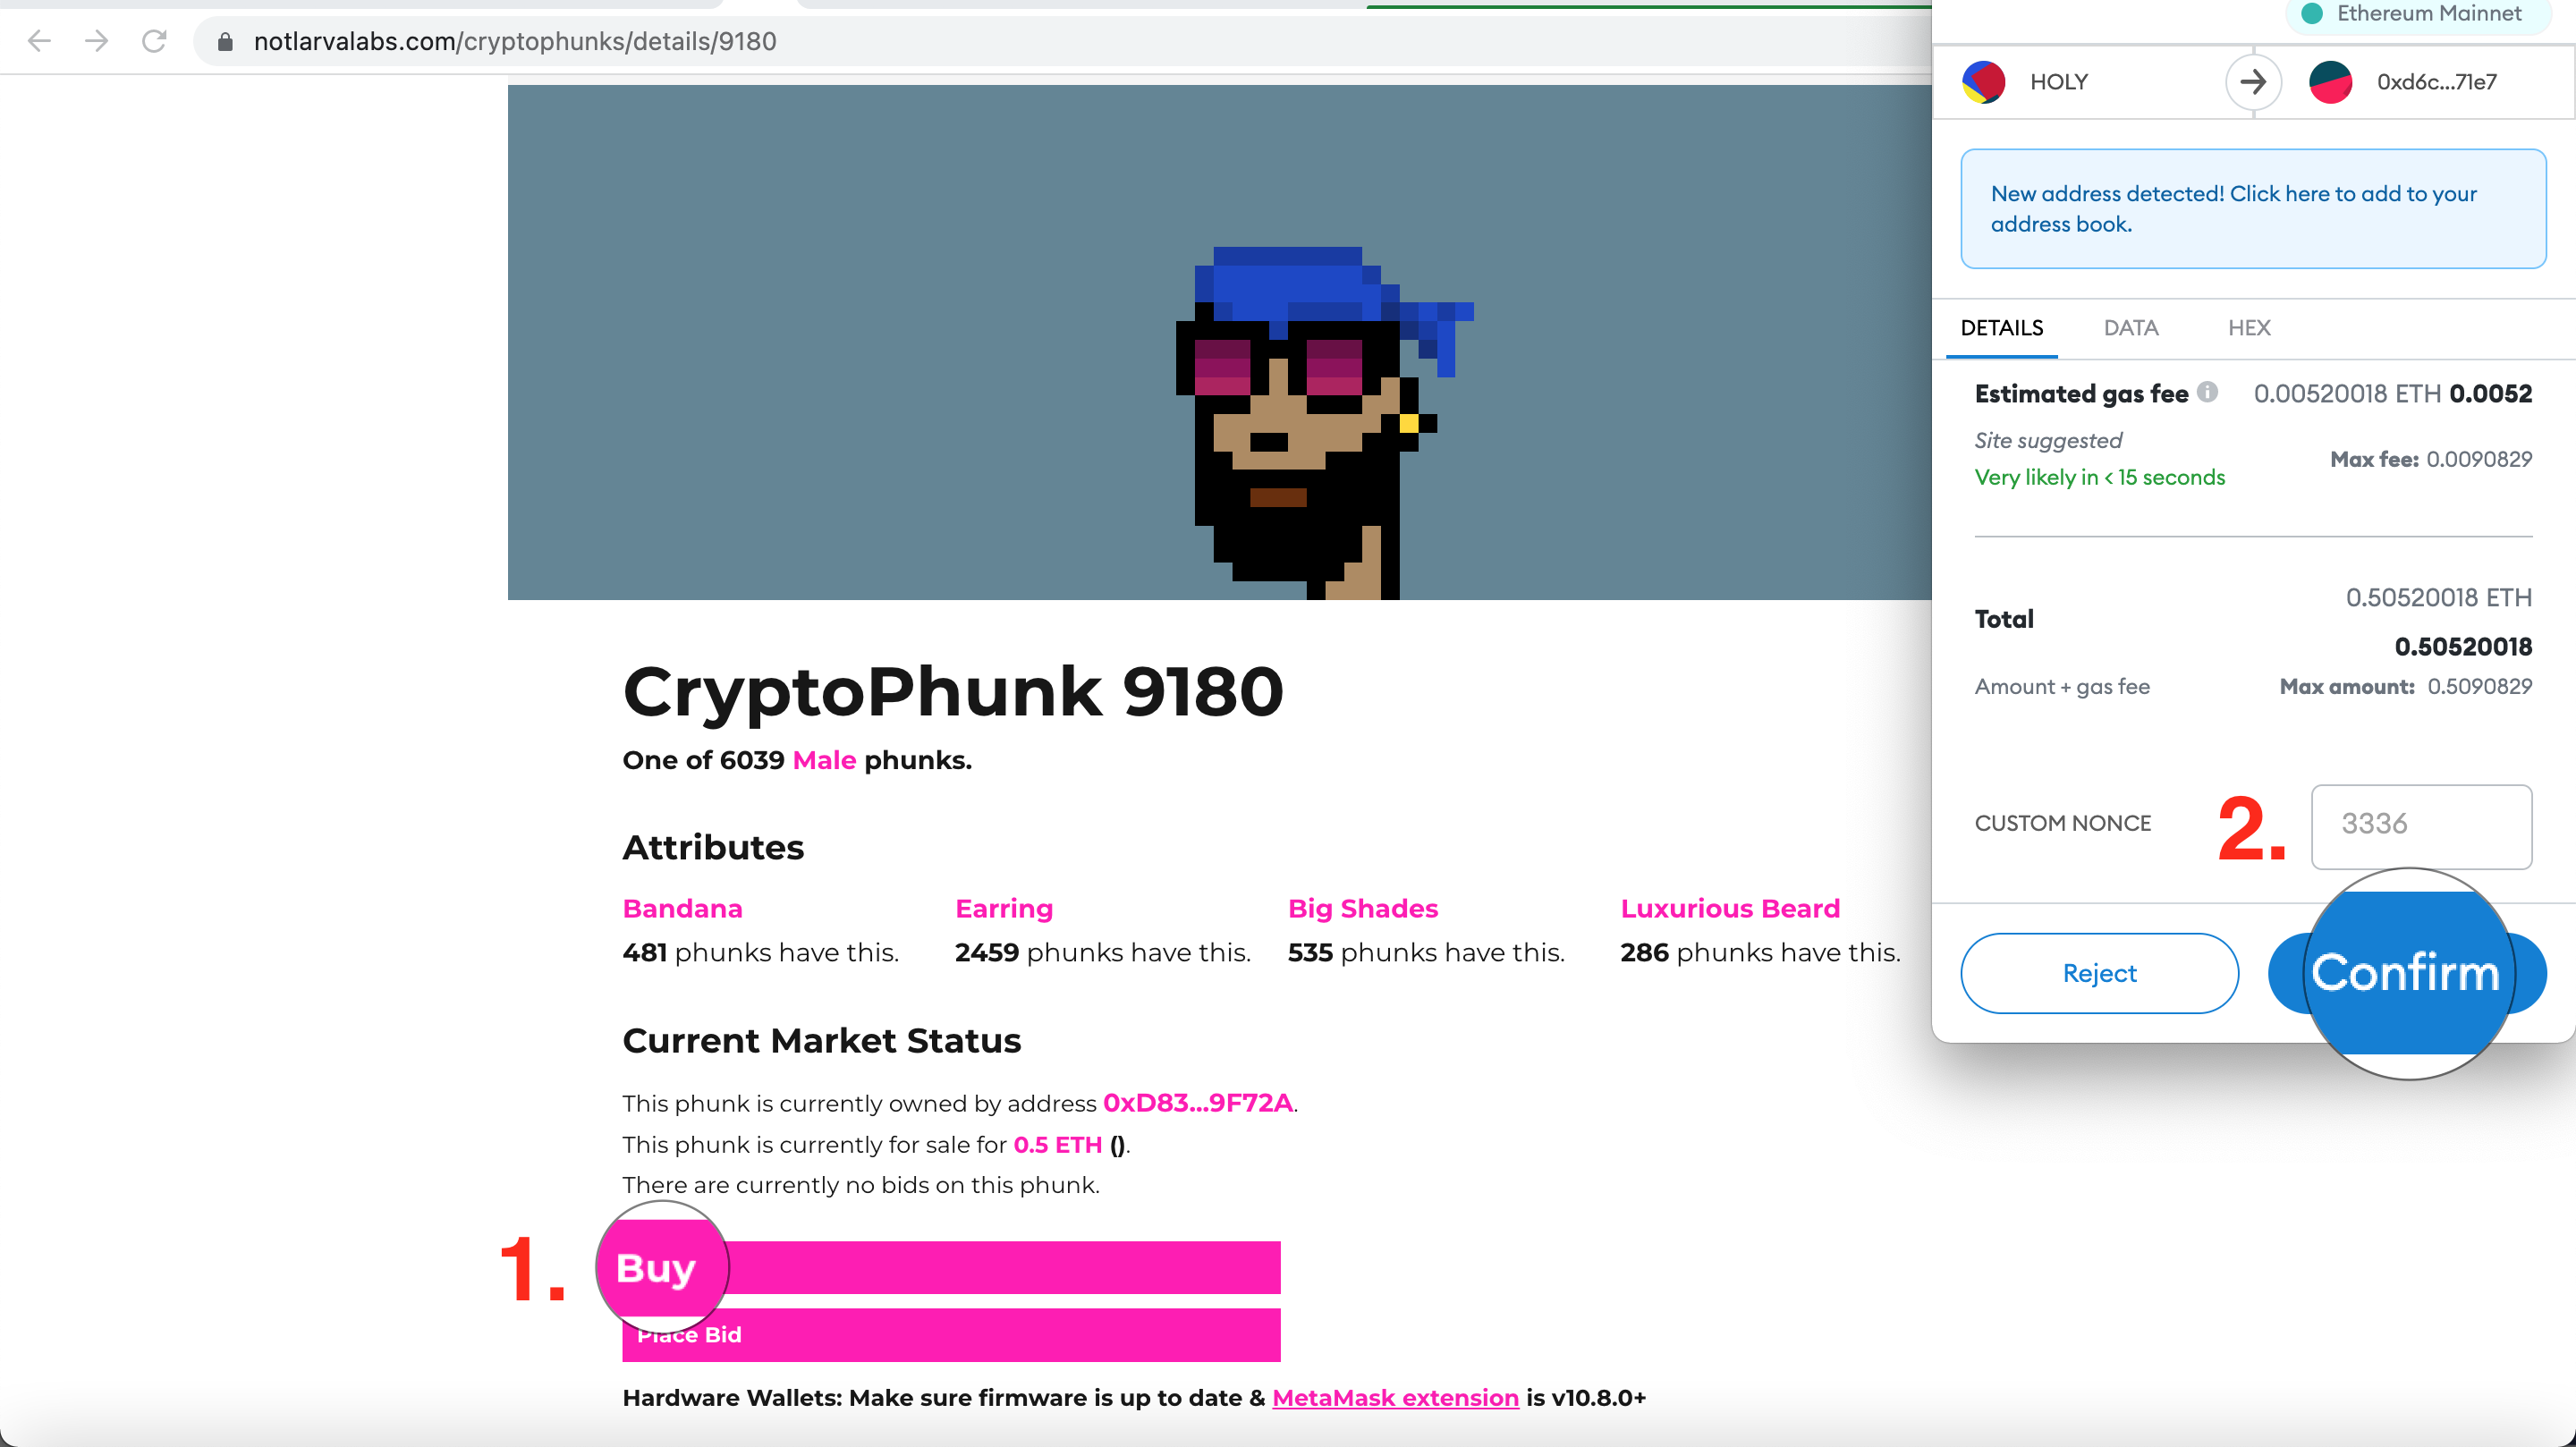 notlarvalabs.com/cryptophunks/details/9180
CryptoPhunk 9180
One of 6039 Male phunks.
Attributes
Bandana
481 phunks have this.
Earring
2459 phunks have this.
Big Shades
535 phunks have this.
Luxurious Beard
286 phunks have this.
Current Market Status
This phunk is currently owned by address 0xD83...9F72A.
This phunk is currently for sale for 0.5 ETH ().
There are currently no bids on this phunk.
1.
Buy
Place Bid
Hardware Wallets: Make sure firmware is up to date & MetaMask extension is v10.8.0+
Ethereum Mainnet
HOLY
0xd6c...71e7
New address detected! Click here to add to your
address book.
DETAILS DATA HEX
Estimated gas fee 0.00520018 ETH 0.0052
Site suggested
Max fee: 0.0090829
Very likely in < 15 seconds
0.50520018 ETH
Total
0.50520018
Amount + gas fee Max amount: 0.5090829
CUSTOM NONCE 2. 3336
Reject Confirm